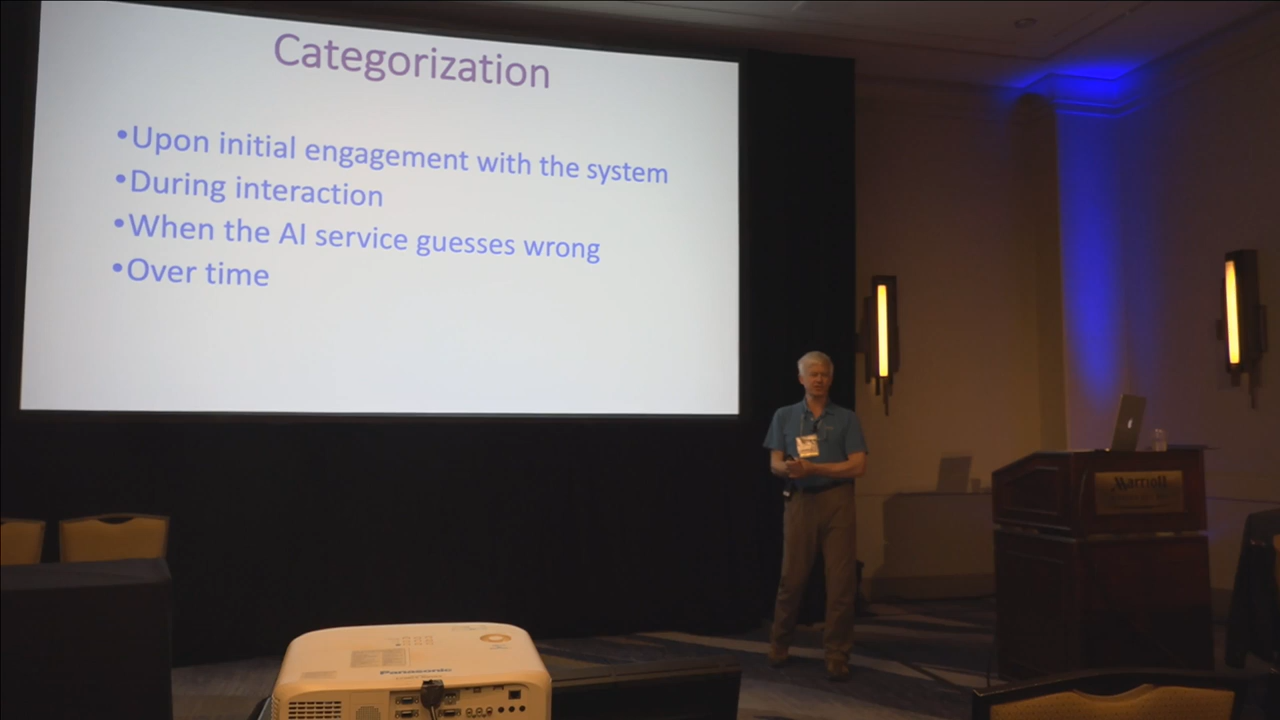 Categorization
•Upon initial engagement with the system
•During interaction
•When the AI service guesses wrong
•Over time
Marriott
Panasonic